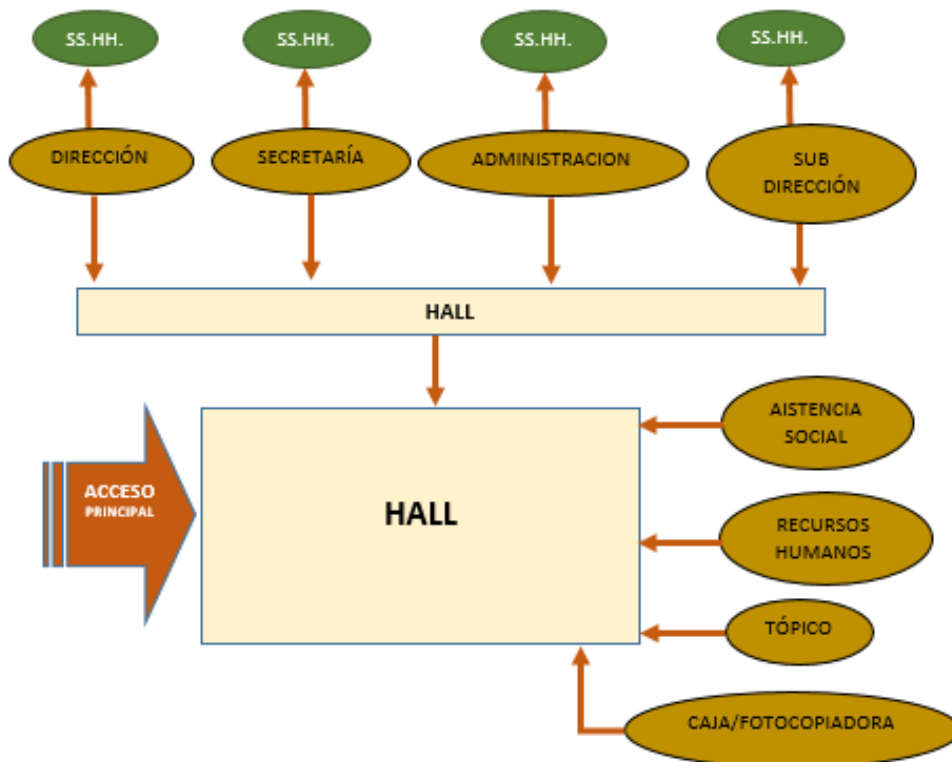 SS.HH.
SS.HH.
SS.HH.
SS.HH.
DIRECCIÓN
SECRETARÍA
ADMINISTRACION
SUB
DIRECCIÓN
HALL
ACCESO
PRINCIPAL
HALL
AISTENCIA
SOCIAL
RECURSOS
HUMANOS
TÓPICO
CAJA/FOTOCOPIADORA